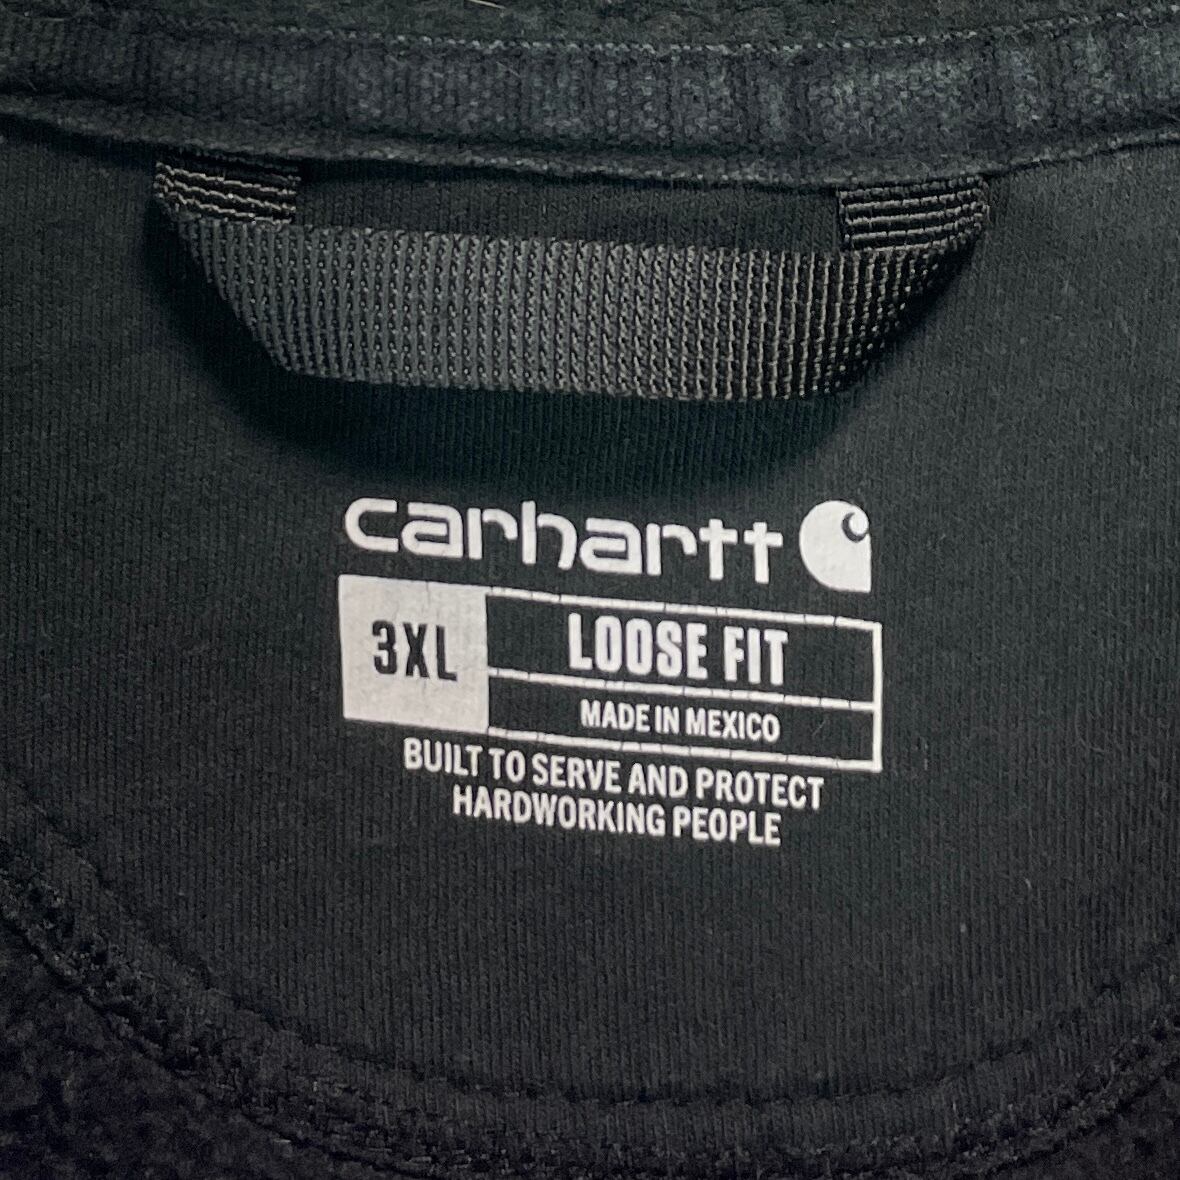 carhartt
3XL
LOOSE FIT
MADE IN MEXICO
BUILT TO SERVE AND PROTECT
HARDWORKING PEOPLE